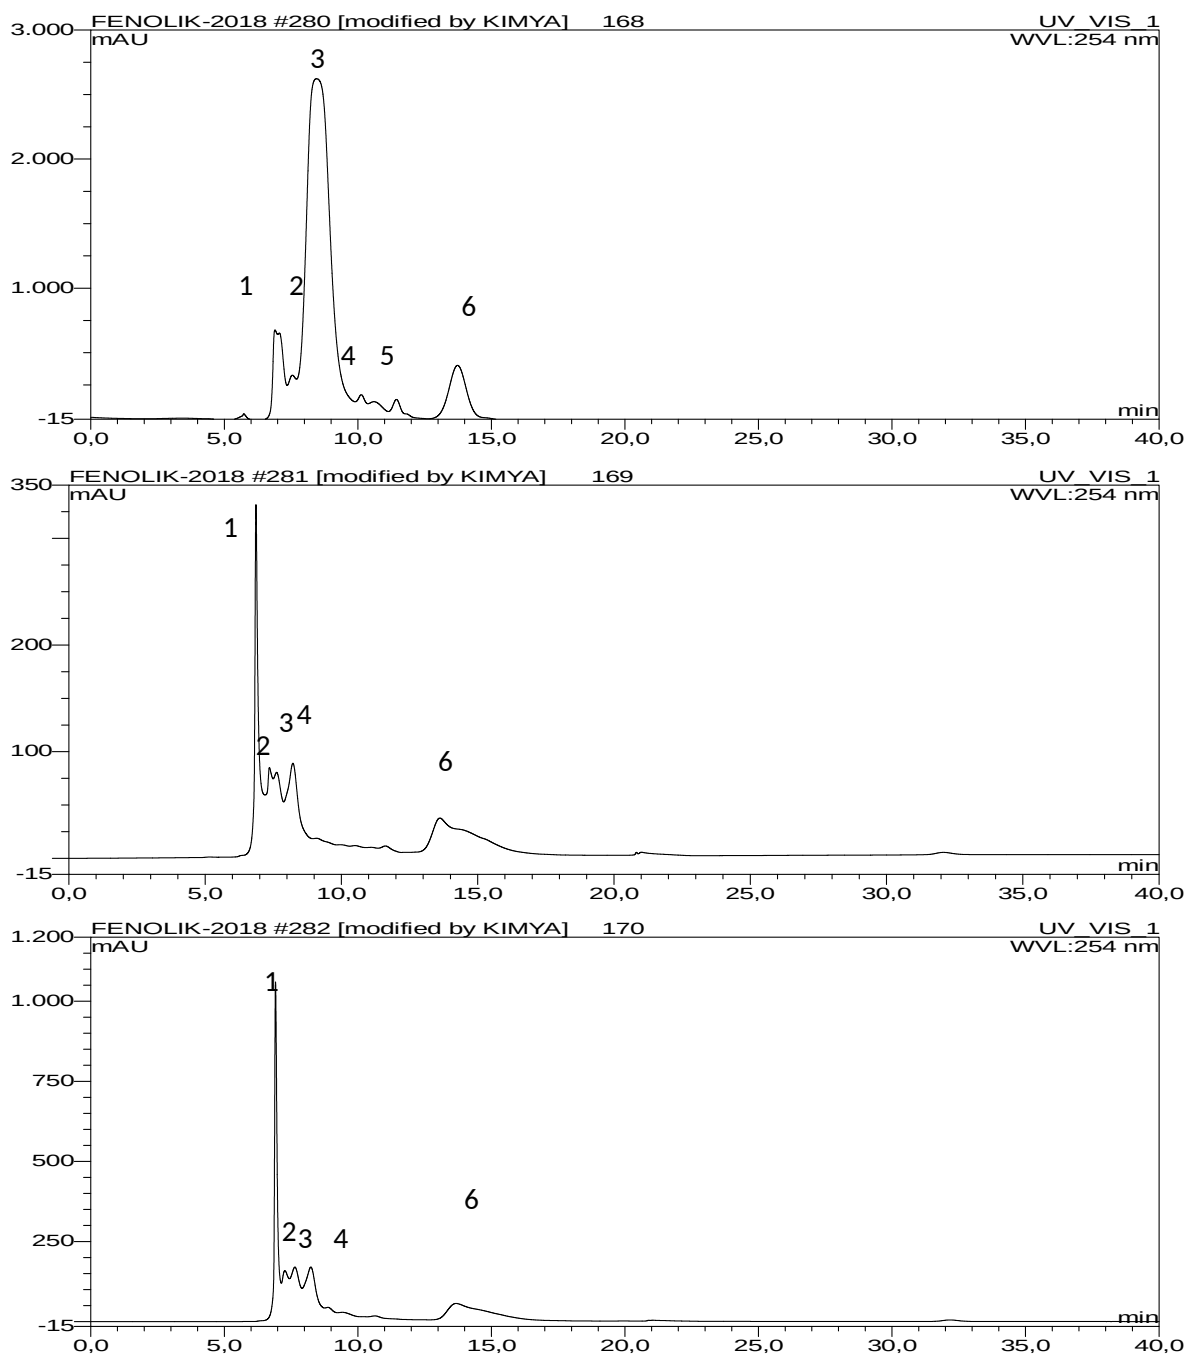 FENOLIK-2018 #280 [modified by KIMYA] 168 UV_VIS_1
3.000
mAU WVL:254 nm
3
2.000
1 2
1.000
6
4 5
-15 min
0,0 5,0 10,0 15,0 20,0 25,0 30,0 35,0 40,0
FENOLIK-2018 #281 [modified by KIMYA] 169 UV_VIS_1
350
mAU WVL:254 nm
1
200
3 4
2
100
6
-15 min
0,0 5,0 10,0 15,0 20,0 25,0 30,0 35,0 40,0
FENOLIK-2018 #282 [modified by KIMYA] 170 UV_VIS_1
1.200
mAU WVL:254 nm
1
1.000
750
500
6
2 3 4
250
-15 min
0,0 5,0 10,0 15,0 20,0 25,0 30,0 35,0 40,0